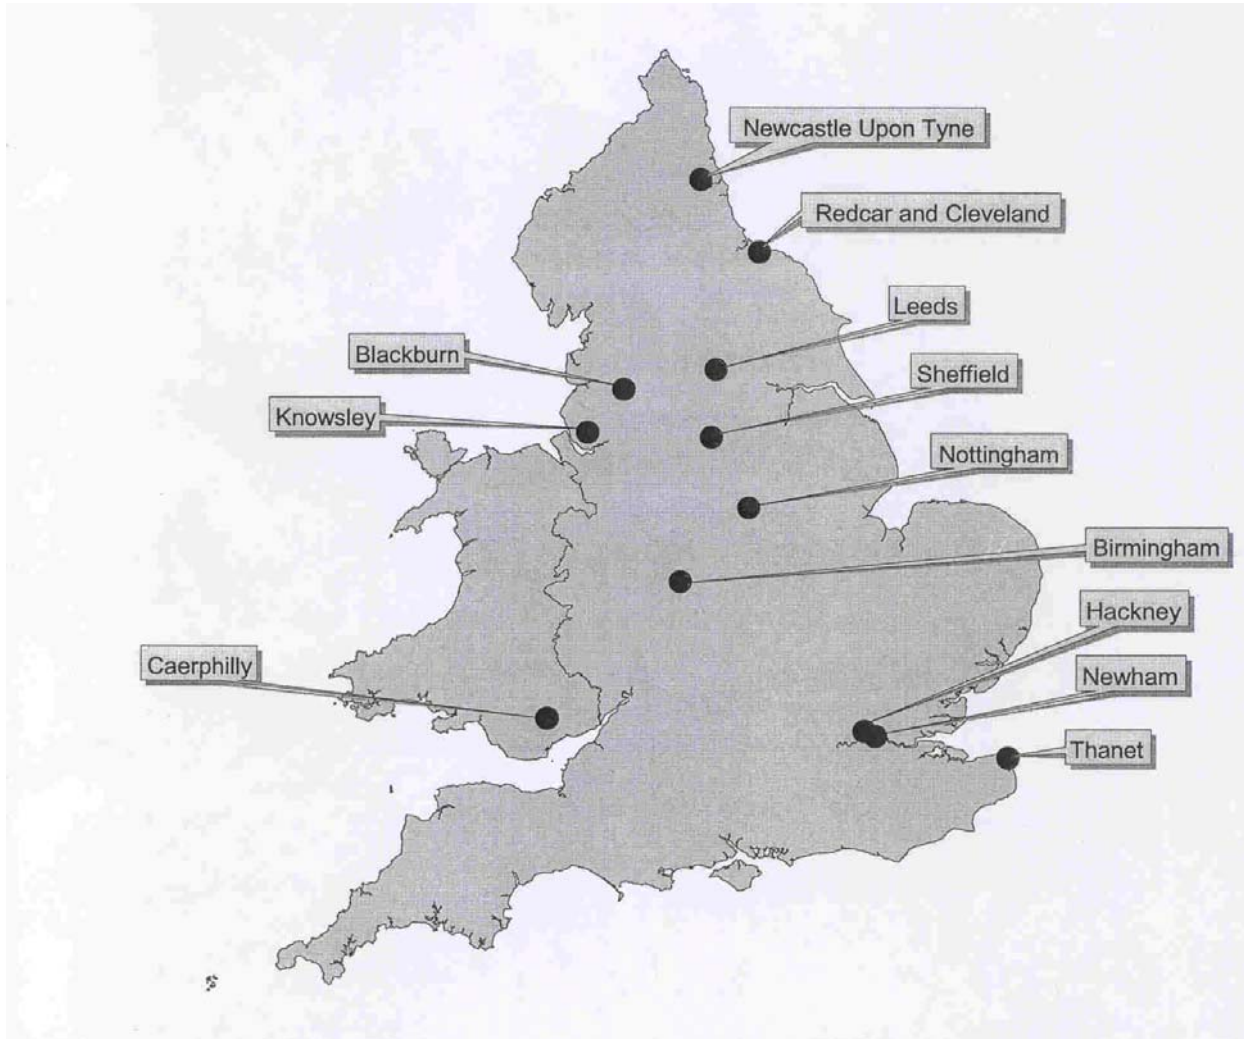 Newcastle Upon Tyne
Redcar and Cleveland
Leeds
Blackburn
Sheffield
Knowsley
Nottingham
Birmingham
Hackney
Caerphilly
Newham
Thanet